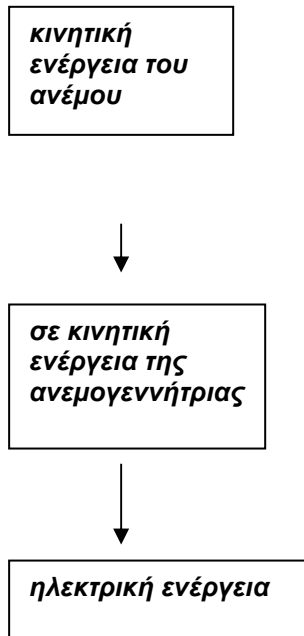 κινητική
ενέργεια του
ανέμου
σε κινητική
ενέργεια της
ανεμογεννήτριας
ηλεκτρική ενέργεια